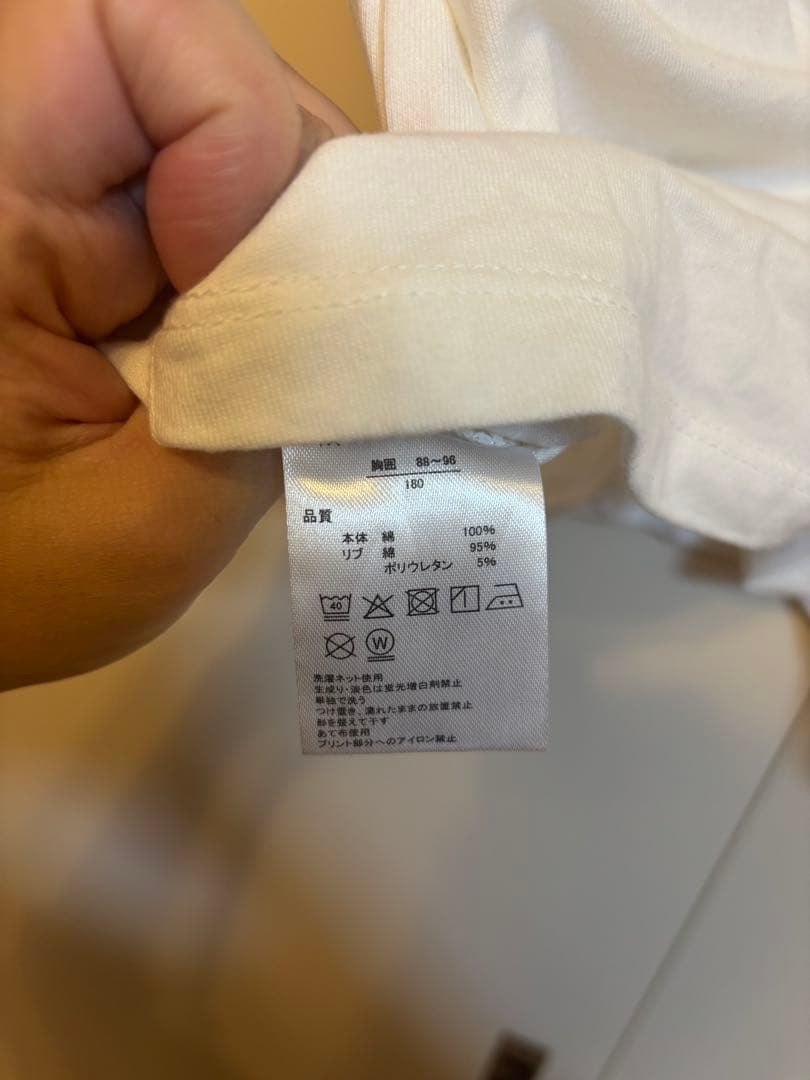 胸囲 88～96
180
品質
本体 綿 100%
リブ 綿 95%
ポリウレタン 5%
40
W
洗濯ネット使用
生成り・淡色は蛍光増白剤禁止
単独で洗う
つけ置き、濡れたままの放置禁止
形を整えて干す
あて布使用
プリント部分へのアイロン禁止